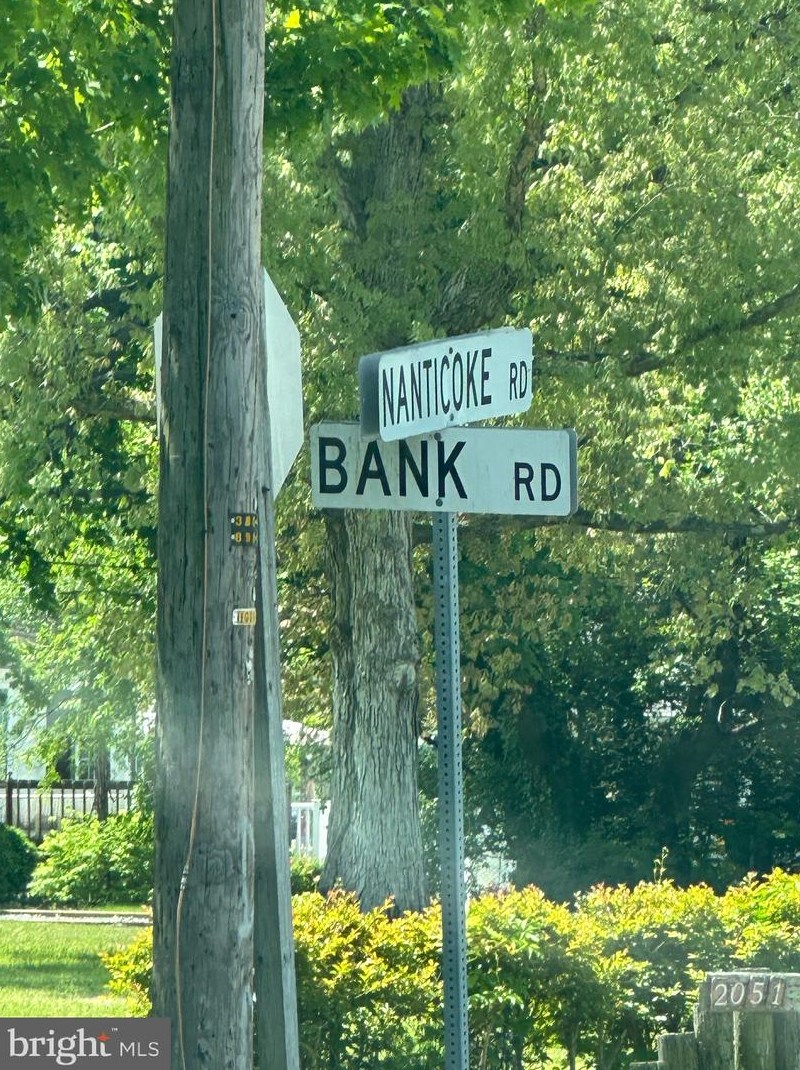 NANTICOKE RD
BANK RD
2051
bright MLS